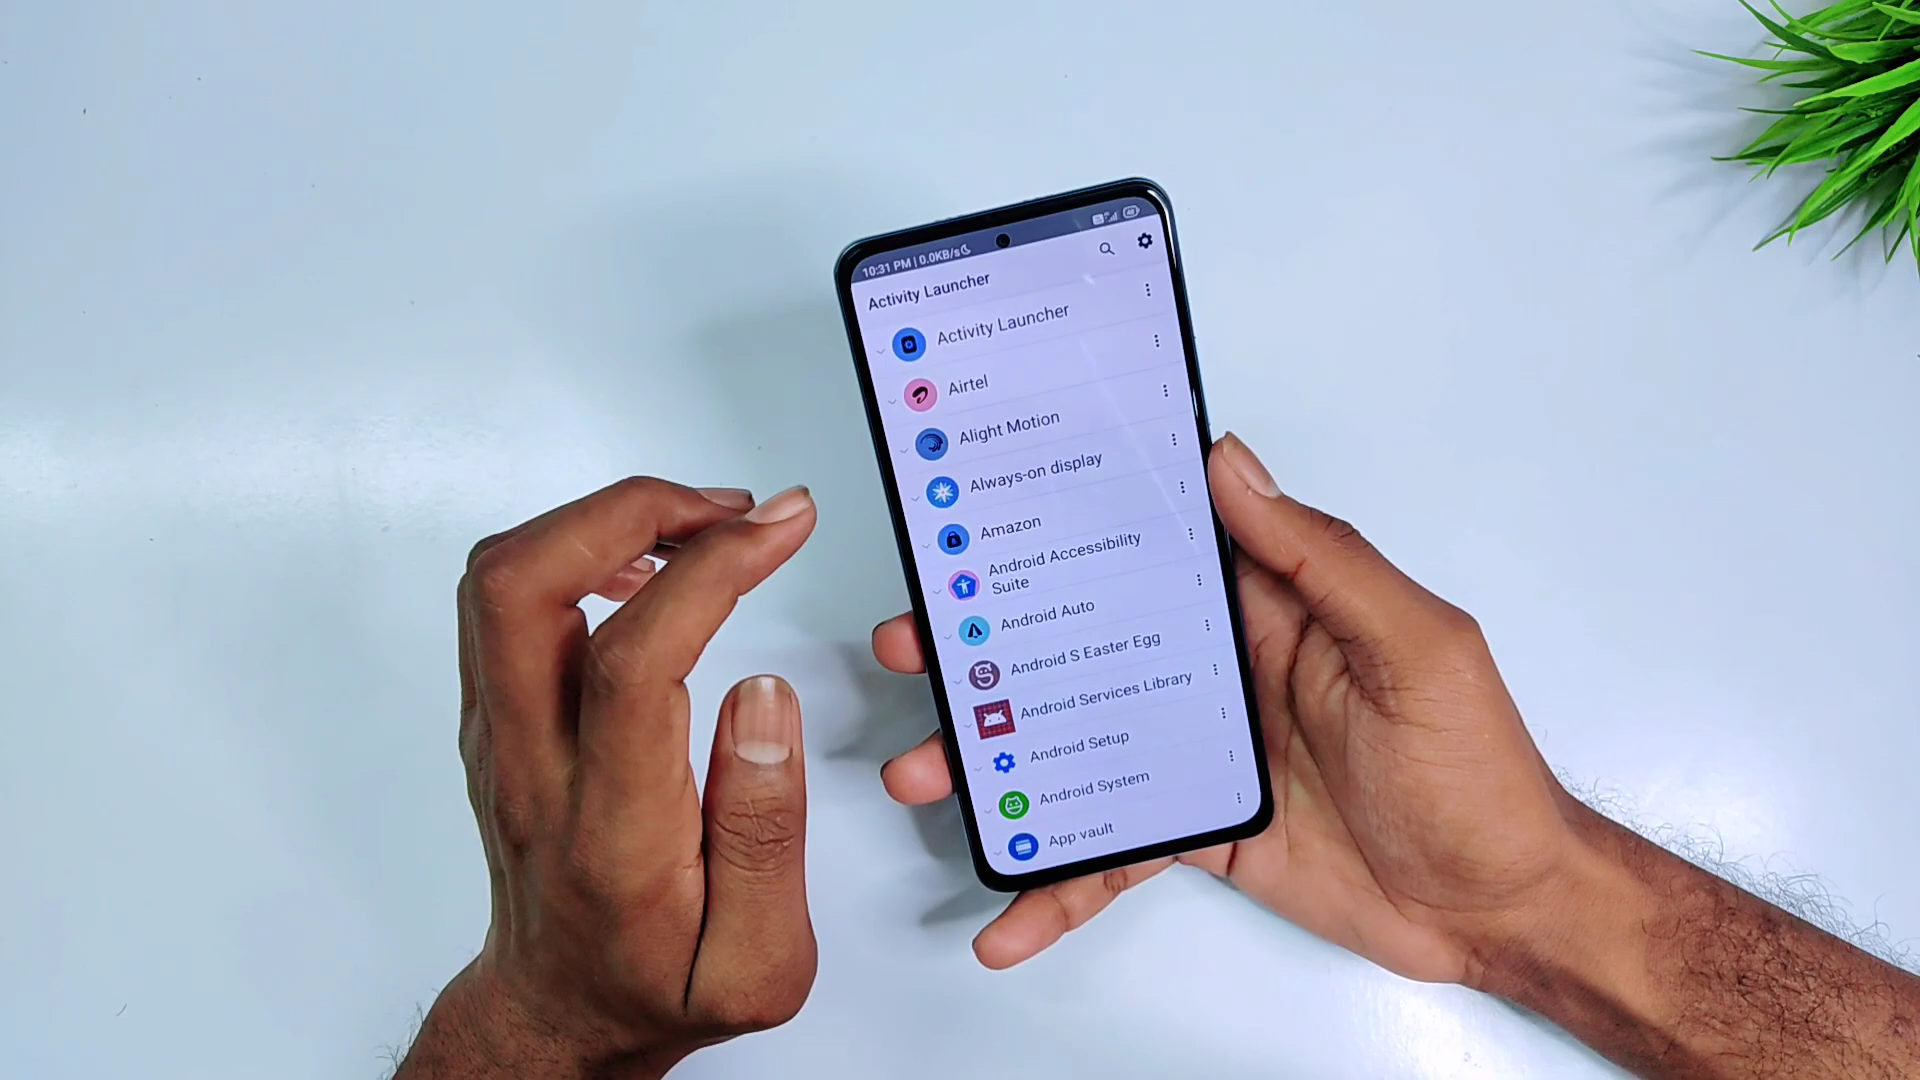 10:31 PM | 0.0KB/s
48
Activity Launcher
Activity Launcher
Airtel
Alight Motion
Always-on display
Amazon
Android Accessibility
Suite
Android Auto
Android S Easter Egg
Android Services Library
Android Setup
Android System
App vault